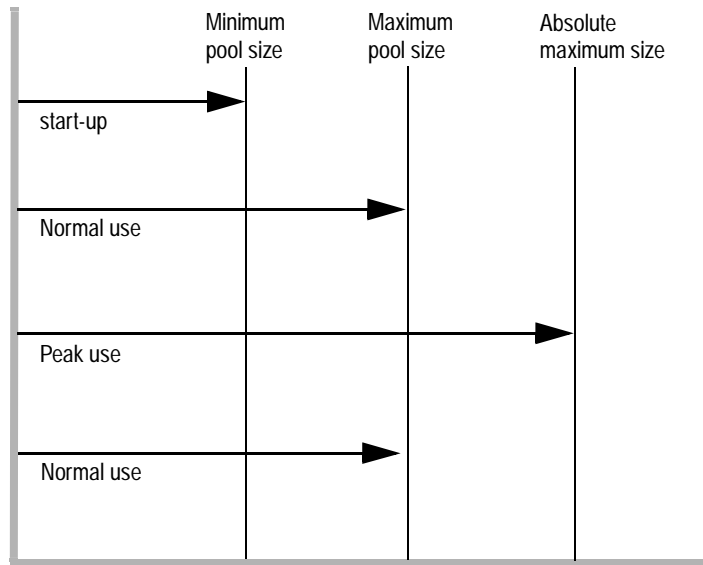 Minimum
pool size
Maximum
pool size
Absolute
maximum size
start-up
Normal use
Peak use
Normal use